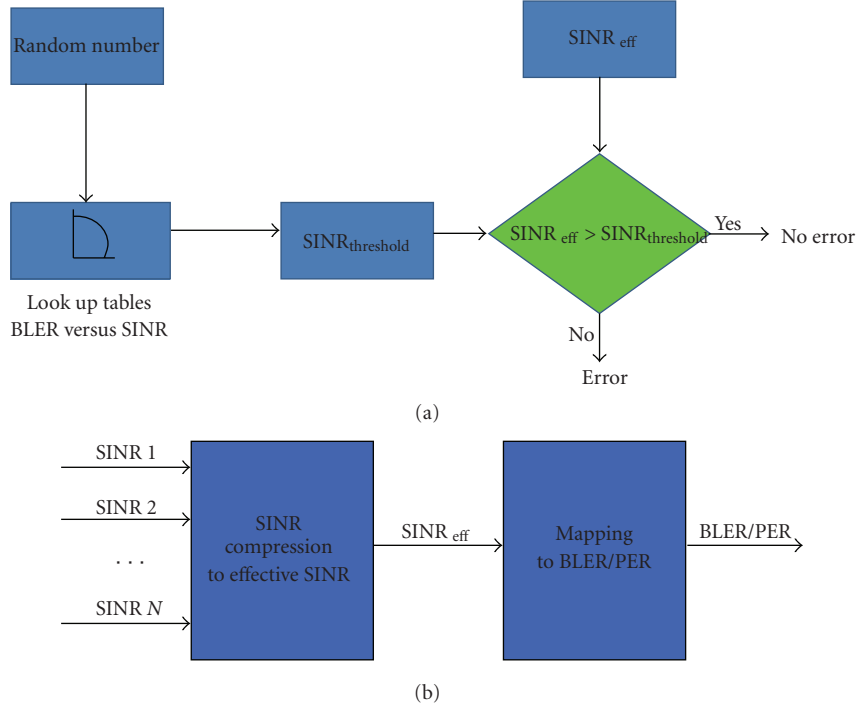 Random number
SINR eff
SINRthreshold
SINR eff > SINRthreshold
Yes
No error
Look up tables
BLER versus SINR
No
Error
(a)
SINR 1
SINR 2
. . .
SINR N
SINR
compression
to effective SINR
SINR eff
Mapping
to BLER/PER
BLER/PER
(b)